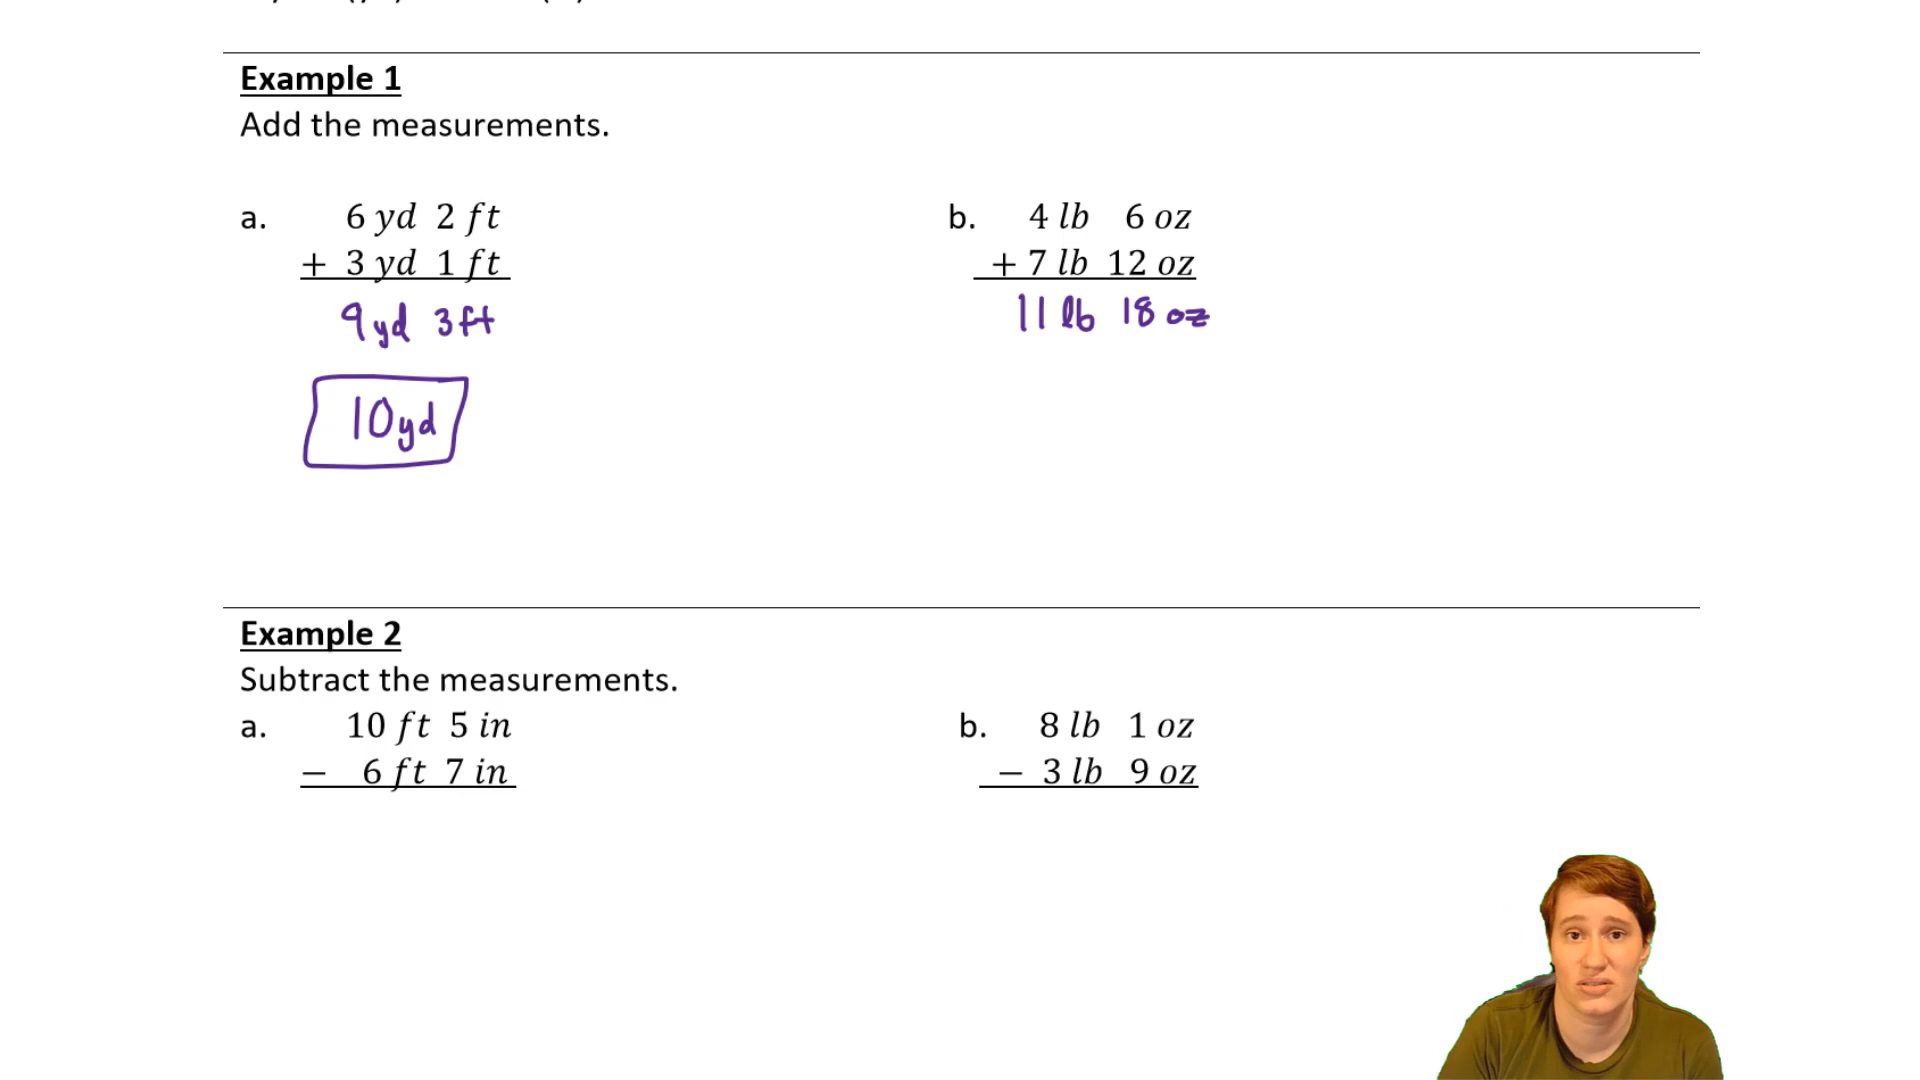 Example 1
Add the measurements.
a. 6 yd 2 ft
+ 3 yd 1 ft
9yd 3ft
10yd
b. 4 lb 6 oz
+ 7 lb 12 oz
11 lb 18 oz
Example 2
Subtract the measurements.
a. 10 ft 5 in
− 6 ft 7 in
b. 8 lb 1 oz
− 3 lb 9 oz